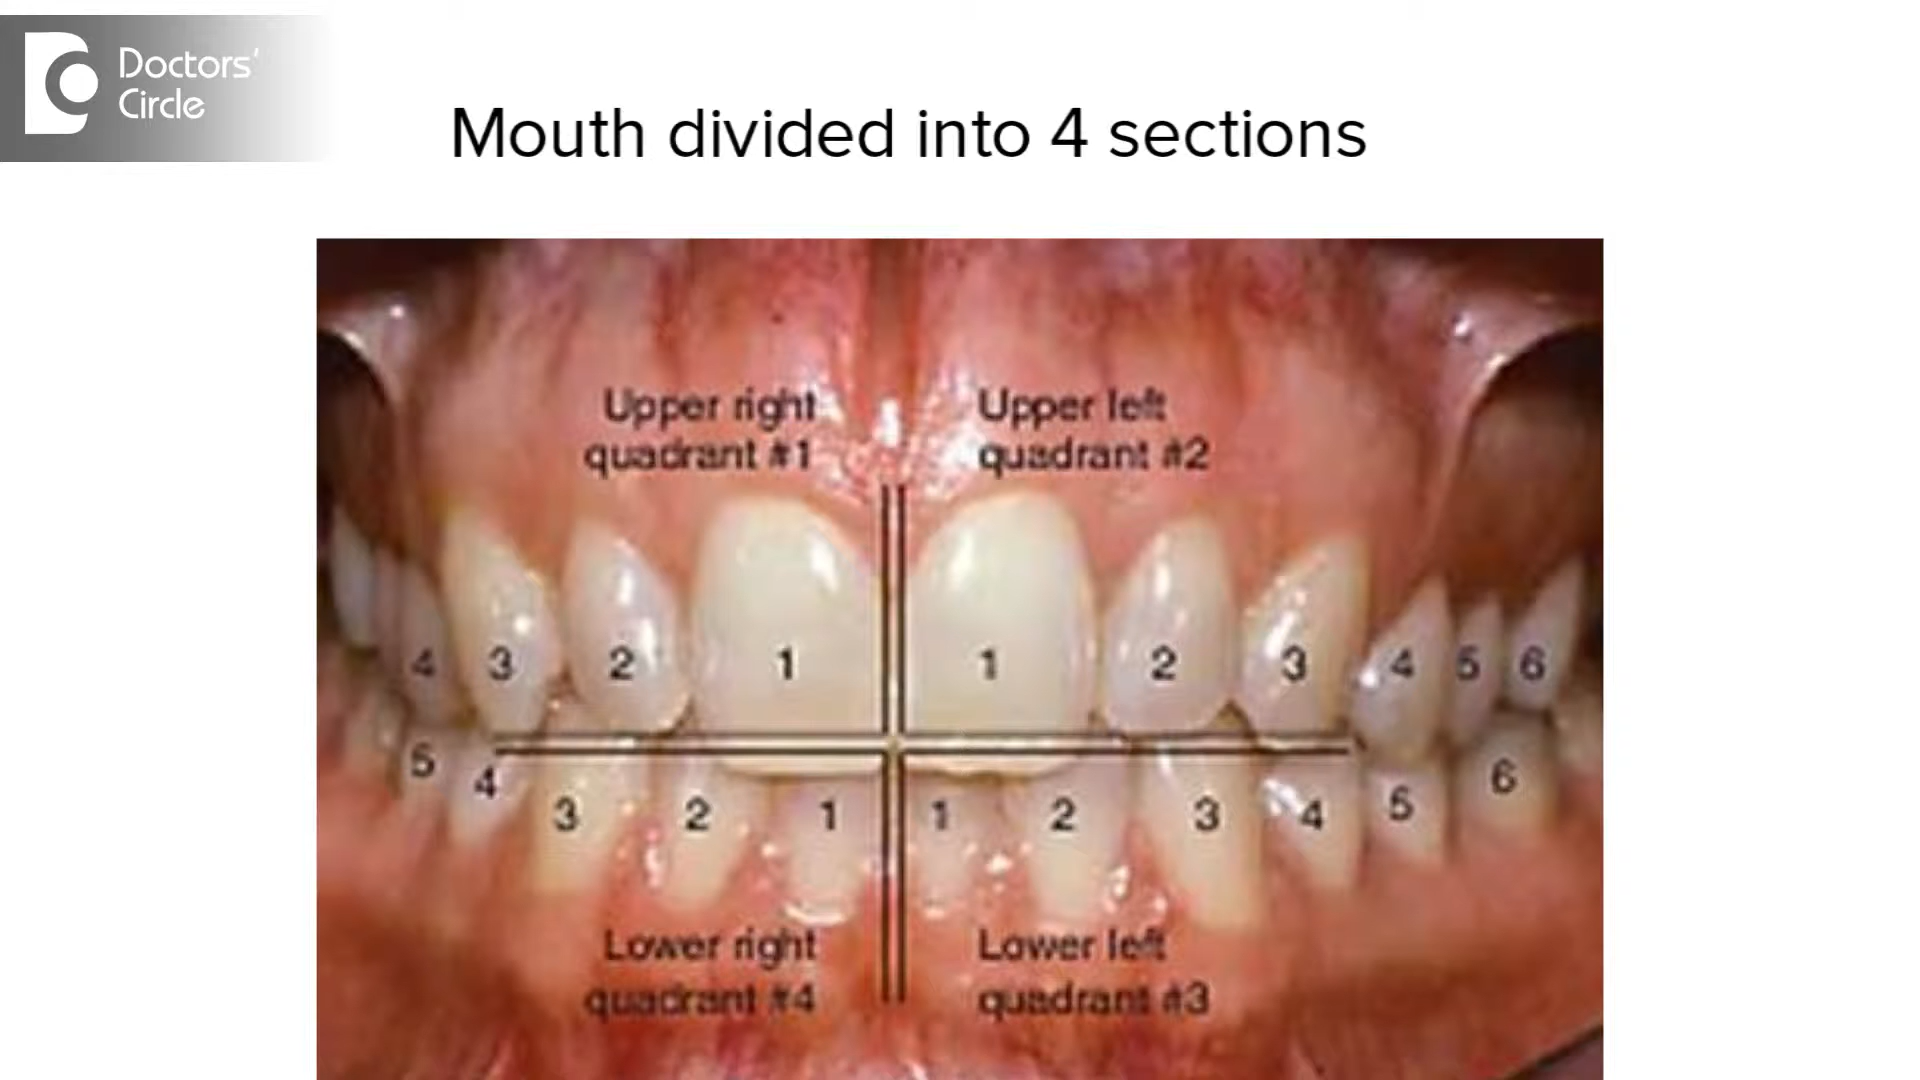 Doctors'
Circle
Mouth divided into 4 sections
Upper right
quadrant #1
Upper left
quadrant #2
4 3 2 1 1 2 3 4 5 6
5 4 3 2 1 1 2 3 4 5 6
Lower right
quadrant #4
Lower left
quadrant #3